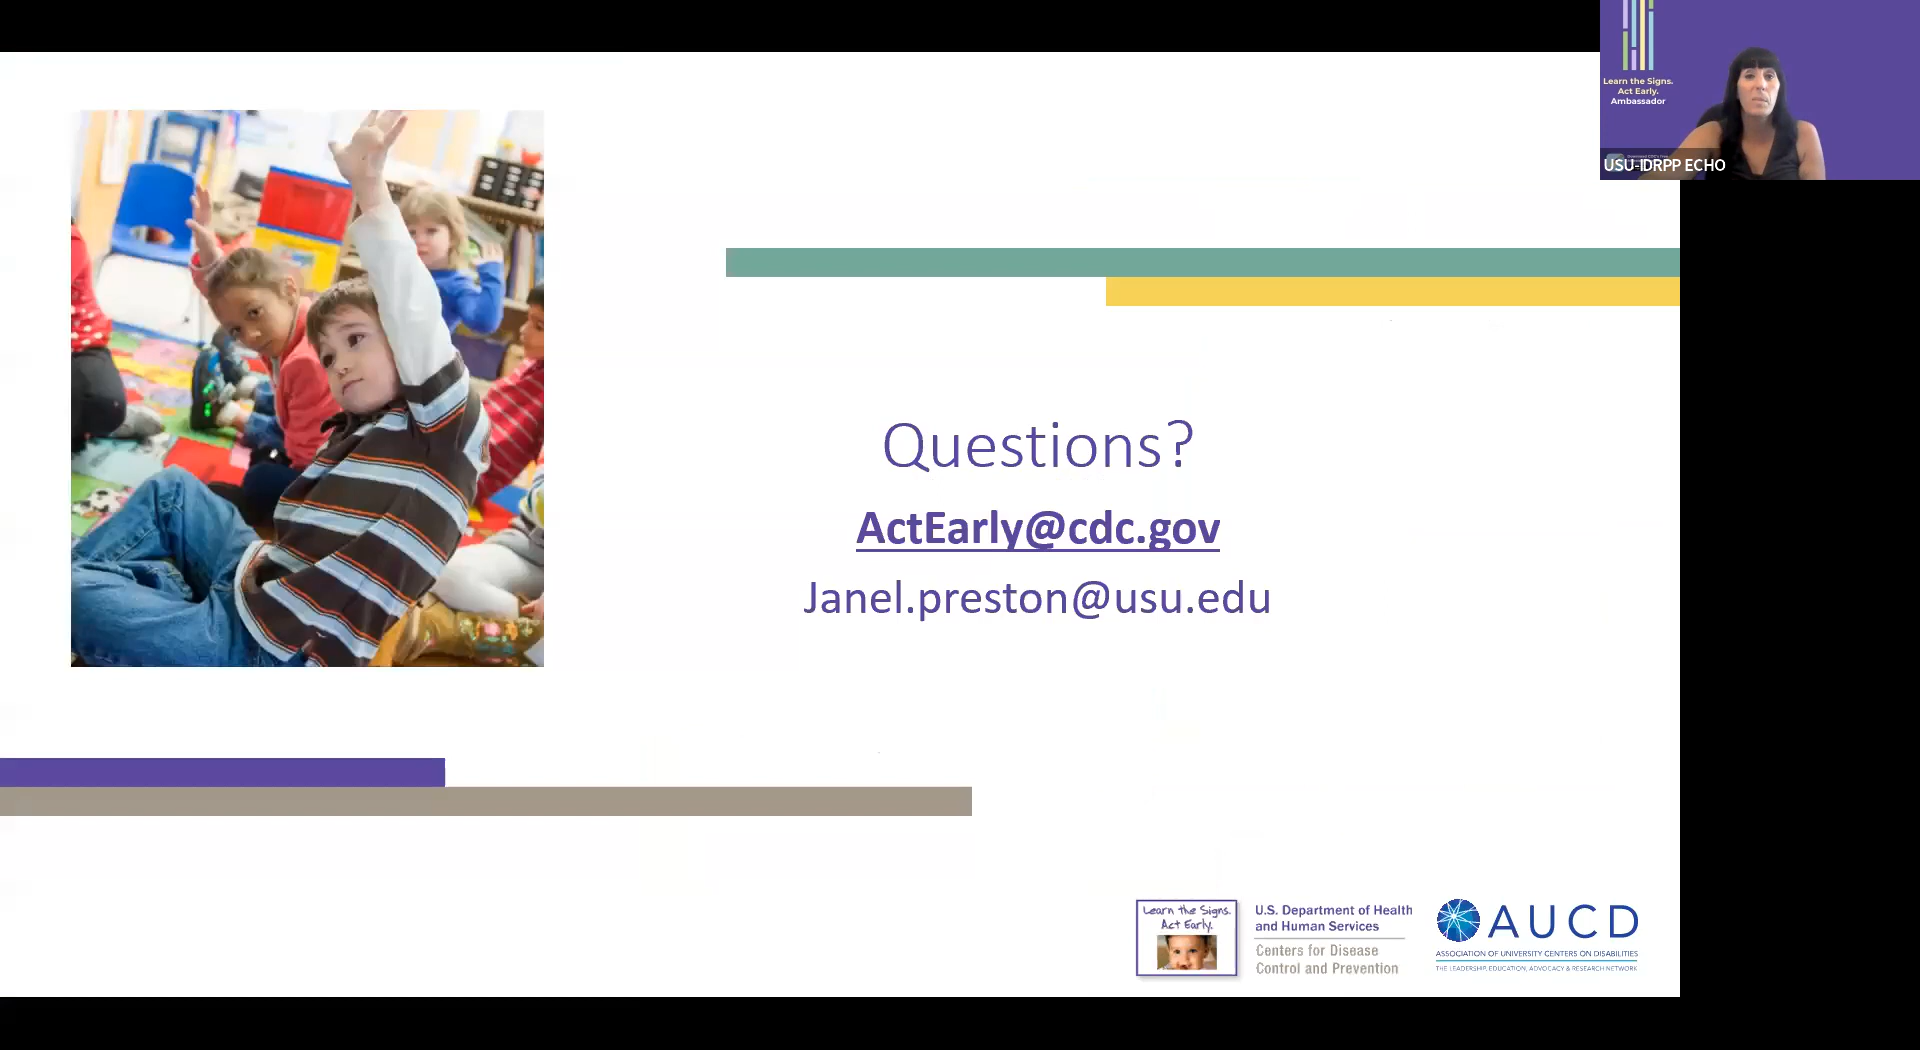 Learn the Signs.
Act Early.
Ambassador
USU-IDRPP ECHO
Questions?
ActEarly@cdc.gov
Janel.preston@usu.edu
Learn the Signs.
Act Early.
U.S. Department of Health
and Human Services
Centers for Disease
Control and Prevention
AUCD
ASSOCIATION OF UNIVERSITY CENTERS ON DISABILITIES
THE LEADERSHIP, EDUCATION, ADVOCACY & RESEARCH NETWORK